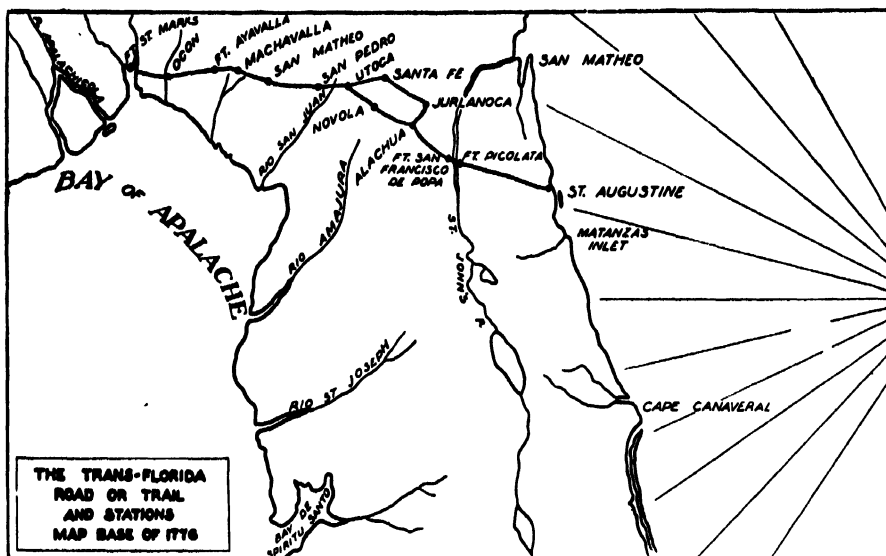 R. APALACHICOLA
FT. ST. MARKS
OCON
FT. AYAVALLA
MACHAVALLA
SAN MATHEO
SAN PEDRO
UTOCA
SANTA FE
SAN MATHEO
JURLANOCA
RIO SAN JUAN
NOVOLA
ALACHUA
FT. SAN
FRANCISCO
DE POPA
FT. PICOLATA
ST. AUGUSTINE
MATANZAS
INLET
BAY OF APALACHE
RIO AMAJURA
ST. JOHN'S R.
RIO ST JOSEPH
CAPE CANAVERAL
BAY DE
SPIRITU SANTO
THE TRANS-FLORIDA
ROAD OR TRAIL
AND STATIONS
MAP BASE OF 1776